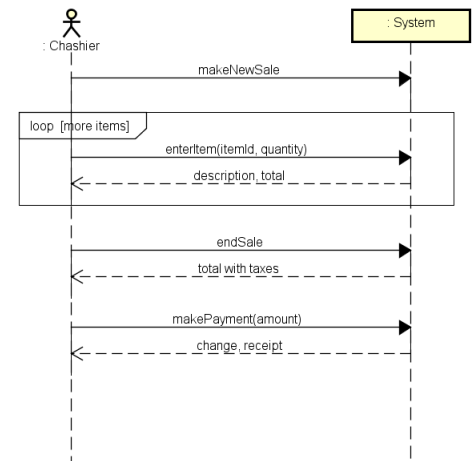 : Chashier
: System
makeNewSale
loop [more items]
enterItem(itemId, quantity)
description, total
endSale
total with taxes
makePayment(amount)
change, receipt